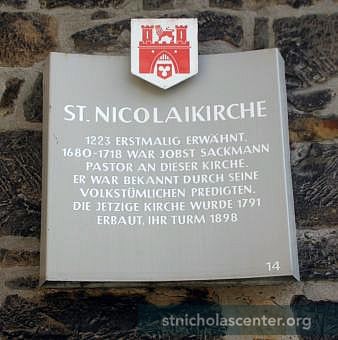 ST. NICOLAIKIRCHE
1223 ERSTMALIG ERWÄHNT.
1680-1718 WAR JOBST SACKMANN
PASTOR AN DIESER KIRCHE.
ER WAR BEKANNT DURCH SEINE
VOLKSTÜMLICHEN PREDIGTEN.
DIE JETZIGE KIRCHE WURDE 1791
ERBAUT, IHR TURM 1898
14
stnicholascenter.org